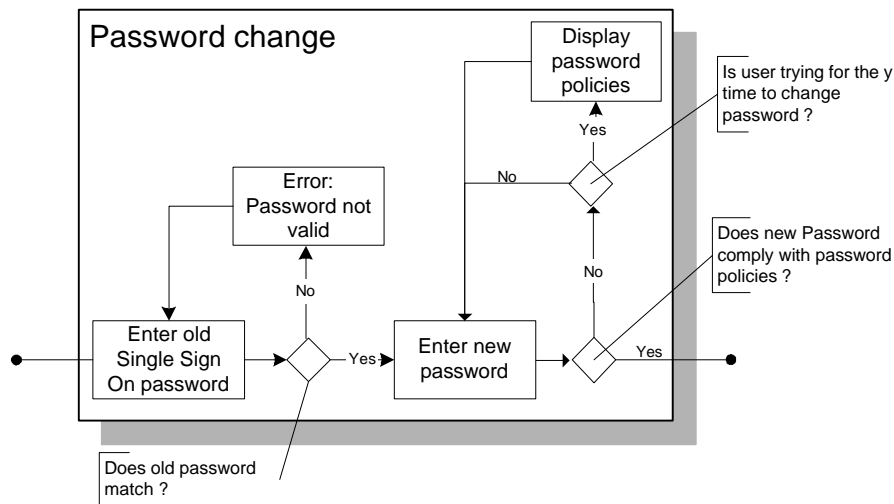 Password change
Display
password
policies
Is user trying for the y
time to change
password ?
Yes
No
Error:
Password not
valid
Does new Password
comply with password
policies ?
No
No
Enter old
Single Sign
On password
Yes
Enter new
password
Yes
Does old password
match ?